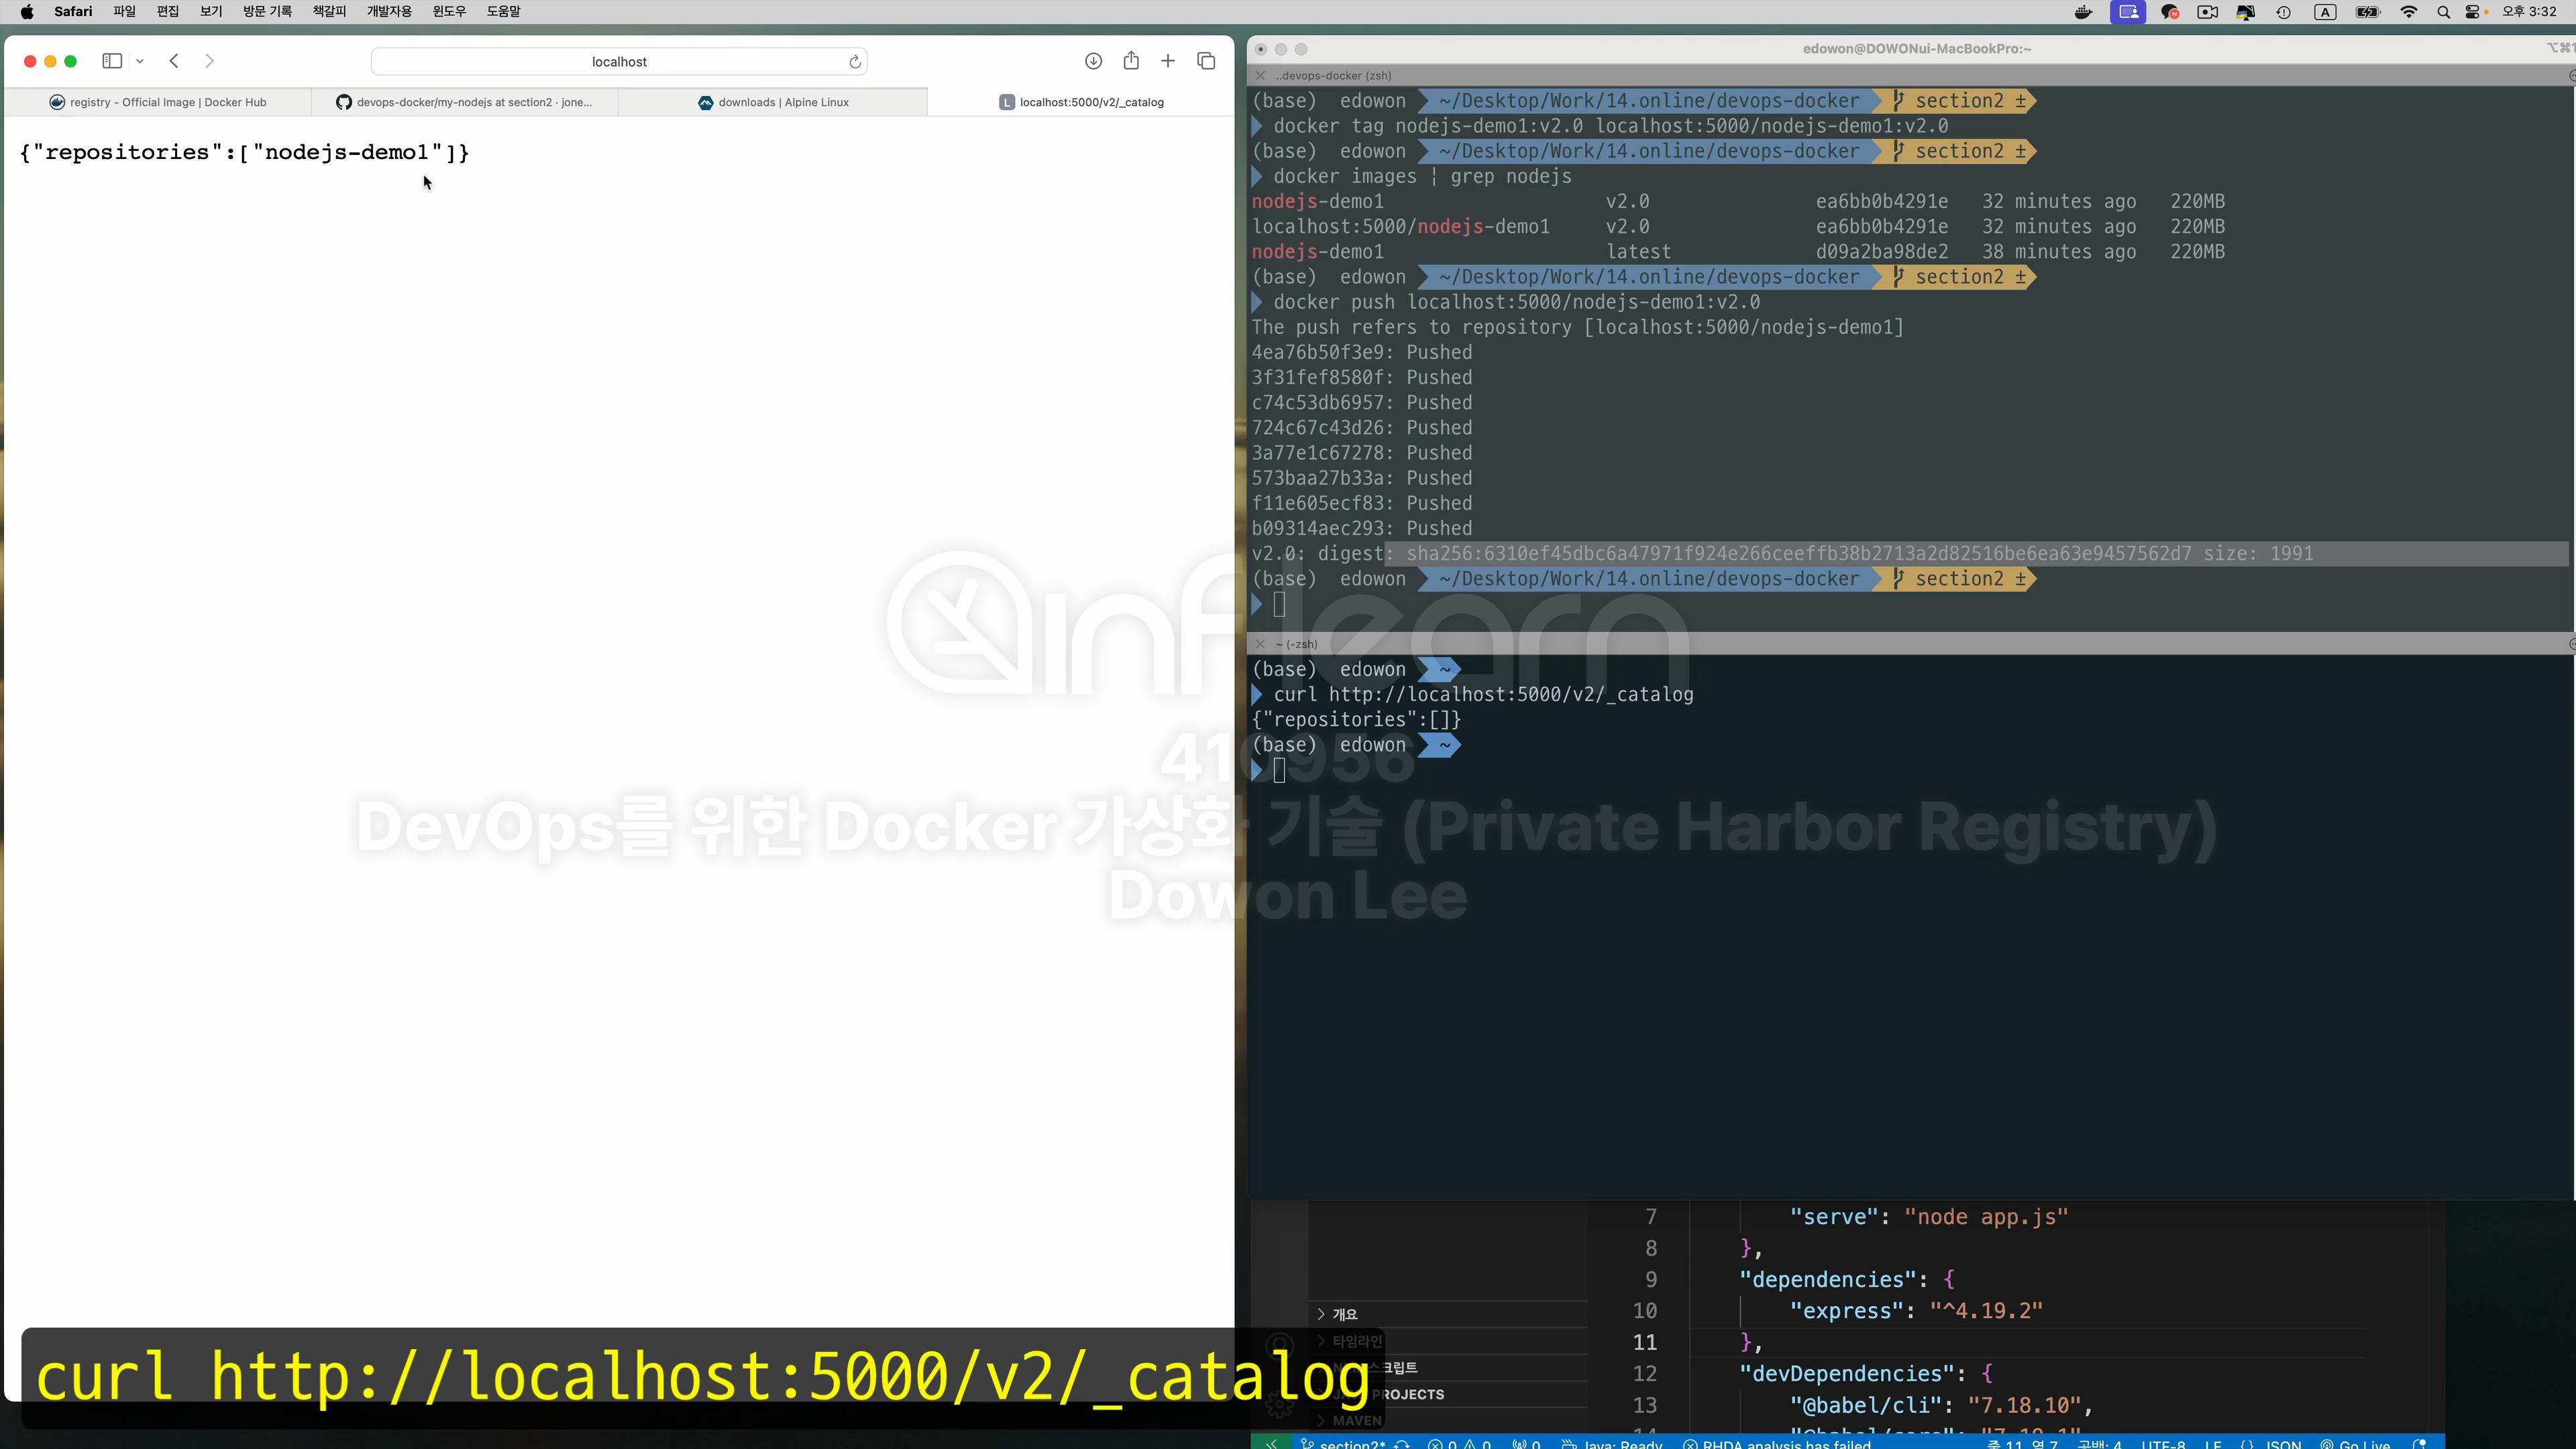 Safari 파일 편집 보기 방문 기록 책갈피 개발자용 윈도우 도움말
A 오후 3:32
localhost
registry - Official Image | Docker Hub
devops-docker/my-nodejs at section2 · jone...
downloads | Alpine Linux
L localhost:5000/v2/_catalog
{"repositories":["nodejs-demo1"]}
edowon@DOWONui-MacBookPro:~
..devops-docker (zsh)
(base) edowon ~/Desktop/Work/14.online/devops-docker section2 ±
docker tag nodejs-demo1:v2.0 localhost:5000/nodejs-demo1:v2.0
(base) edowon ~/Desktop/Work/14.online/devops-docker section2 ±
docker images | grep nodejs
nodejs-demo1 v2.0 ea6bb0b4291e 32 minutes ago 220MB
localhost:5000/nodejs-demo1 v2.0 ea6bb0b4291e 32 minutes ago 220MB
nodejs-demo1 latest d09a2ba98de2 38 minutes ago 220MB
(base) edowon ~/Desktop/Work/14.online/devops-docker section2 ±
docker push localhost:5000/nodejs-demo1:v2.0
The push refers to repository [localhost:5000/nodejs-demo1]
4ea76b50f3e9: Pushed
3f31fef8580f: Pushed
c74c53db6957: Pushed
724c67c43d26: Pushed
3a77e1c67278: Pushed
573baa27b33a: Pushed
f11e605ecf83: Pushed
b09314aec293: Pushed
v2.0: digest: sha256:6310ef45dbc6a47971f924e266ceeffb38b2713a2d82516be6ea63e9457562d7 size: 1991
(base) edowon ~/Desktop/Work/14.online/devops-docker section2 ±
~ (-zsh)
(base) edowon ~
curl http://localhost:5000/v2/_catalog
{"repositories":[]}
(base) edowon ~
inflearn
410956
DevOps를 위한 Docker 가상화 기술 (Private Harbor Registry)
Dowon Lee
7 "serve": "node app.js"
8 },
9 "dependencies": {
10 "express": "^4.19.2"
11 },
12 "devDependencies": {
13 "@babel/cli": "7.18.10",
개요
타임라인
스크립트
PROJECTS
MAVEN
curl http://localhost:5000/v2/_catalog
section2* 0 0 0 Java: Ready RHDA analysis has failed 줄 11, 열 7 공백: 4 UTF-8 LF {} JSON Go Live